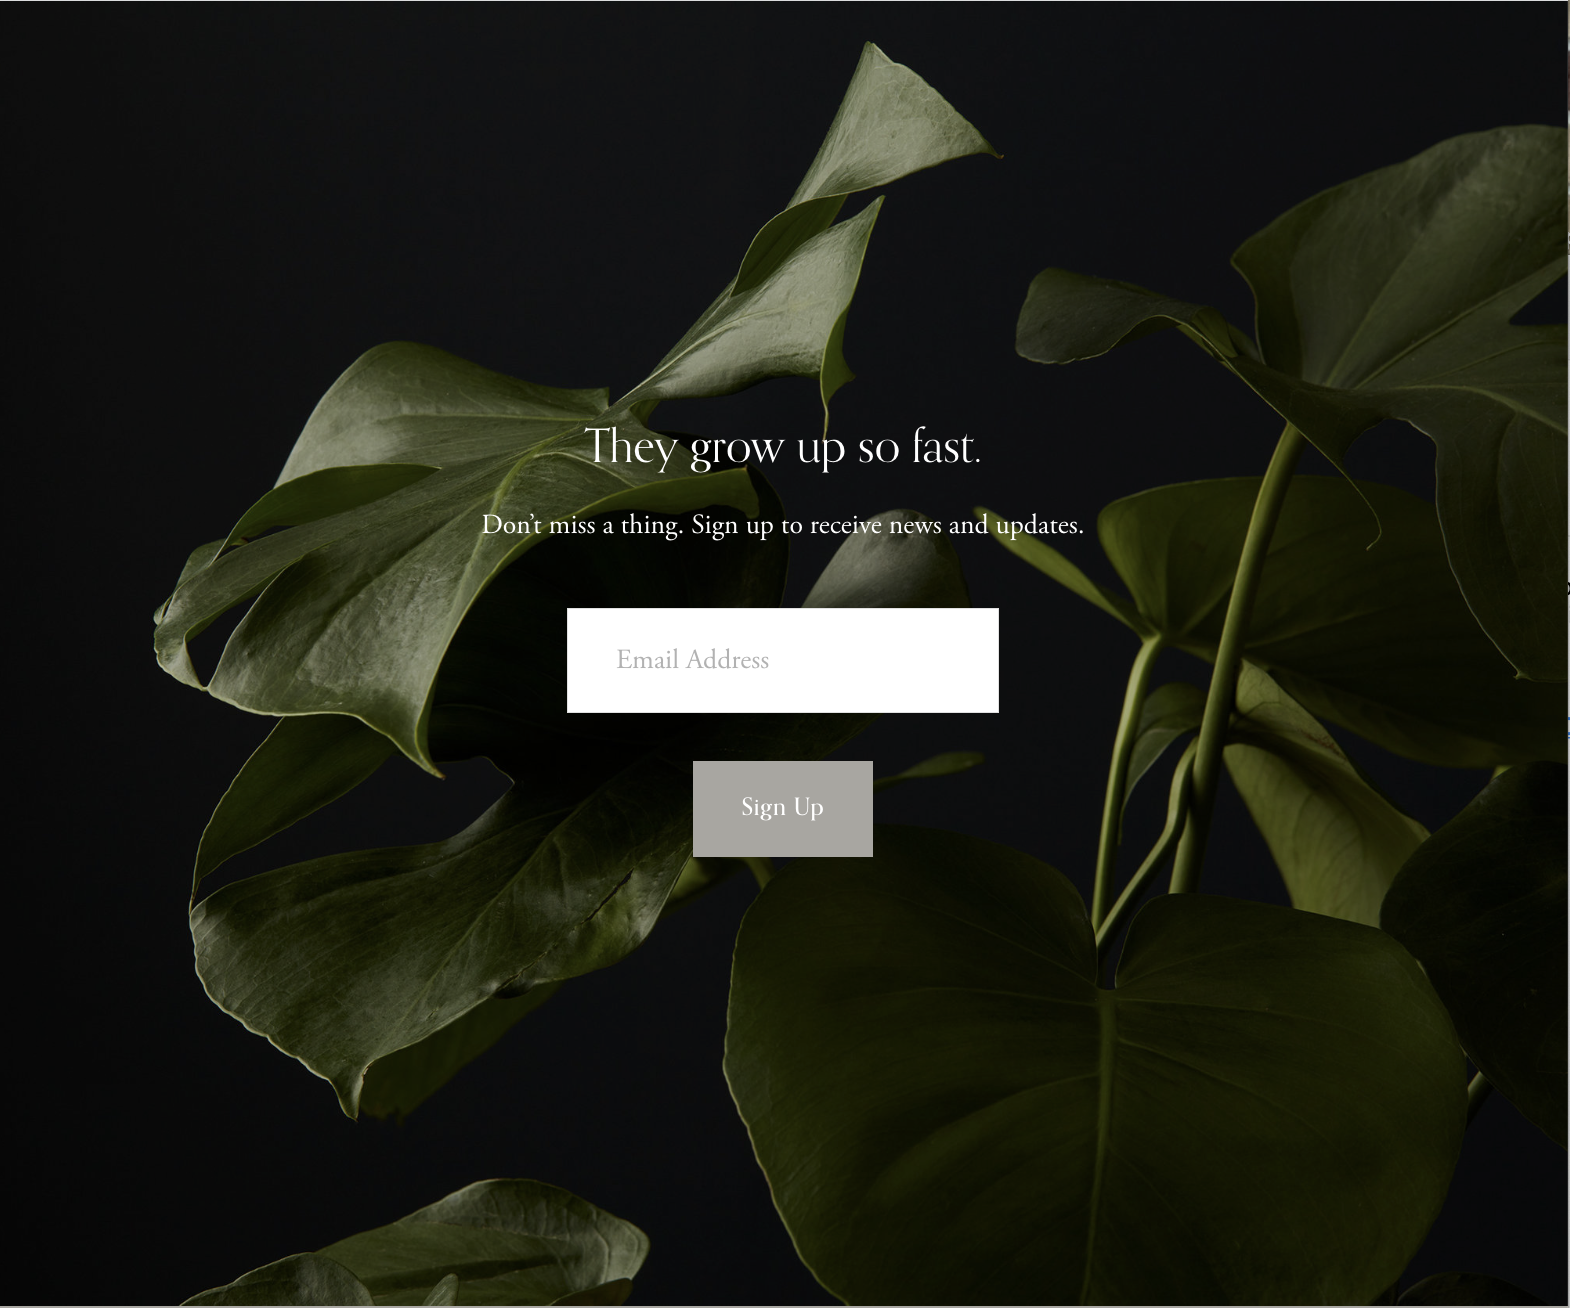 They grow up so fast.
Don’t miss a thing. Sign up to receive news and updates.
Email Address
Sign Up